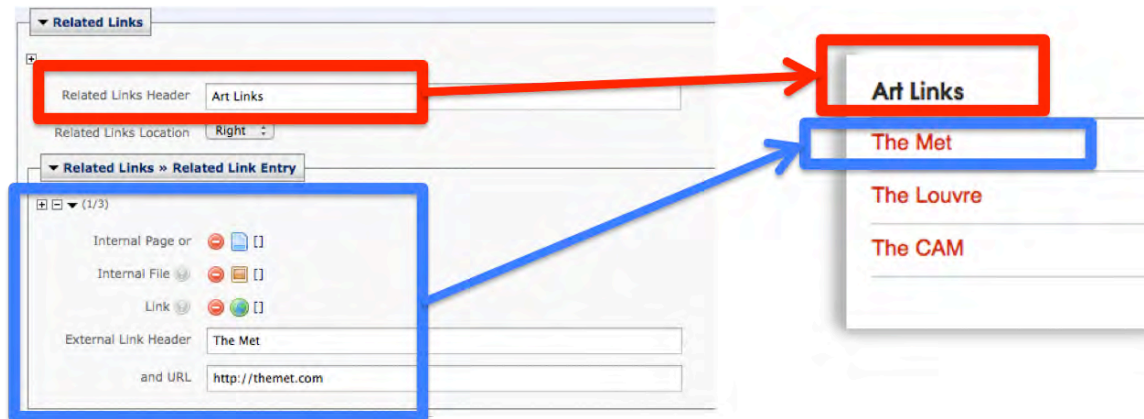 Related Links
Related Links Header Art Links
Related Links Location Right
Related Links » Related Link Entry
(1/3)
Internal Page or []
Internal File []
Link []
External Link Header The Met
and URL http://themet.com
Art Links
The Met
The Louvre
The CAM